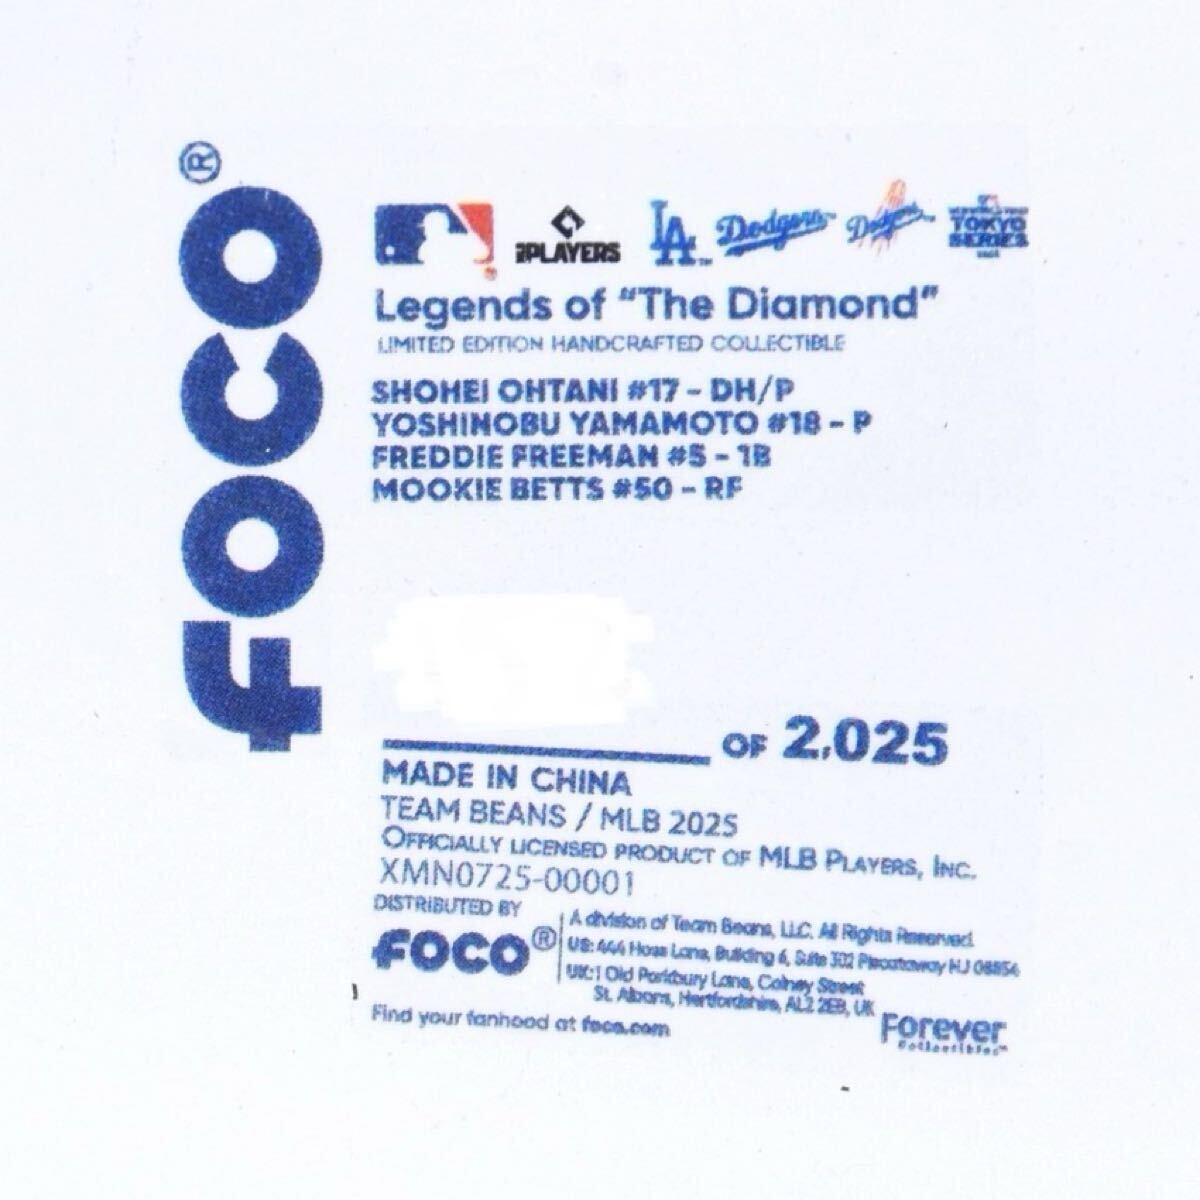 FOCO®
PLAYERS
LA Dodgers Dodgers TOKYO
SERIES
Legends of "The Diamond"
LIMITED EDITION HANDCRAFTED COLLECTIBLE
SHOHEI OHTANI #17 - DH/P
YOSHINOBU YAMAMOTO #18 - P
FREDDIE FREEMAN #5 - 1B
MOOKIE BETTS #50 - RF
OF 2,025
MADE IN CHINA
TEAM BEANS / MLB 2025
OFFICIALLY LICENSED PRODUCT OF MLB PLAYERS, INC.
XMN0725-00001
DISTRIBUTED BY
FOCO®
A division of Team Beans, LLC. All Rights Reserved.
US: 444 Hoes Lane, Building 6, Suite 302 Piscataway NJ 08854
UK: 1 Old Parkbury Lane, Colney Street
St. Albans, Hertfordshire, AL2 2EB, UK
Find your fanhood at foco.com
Forever
Collectibles™